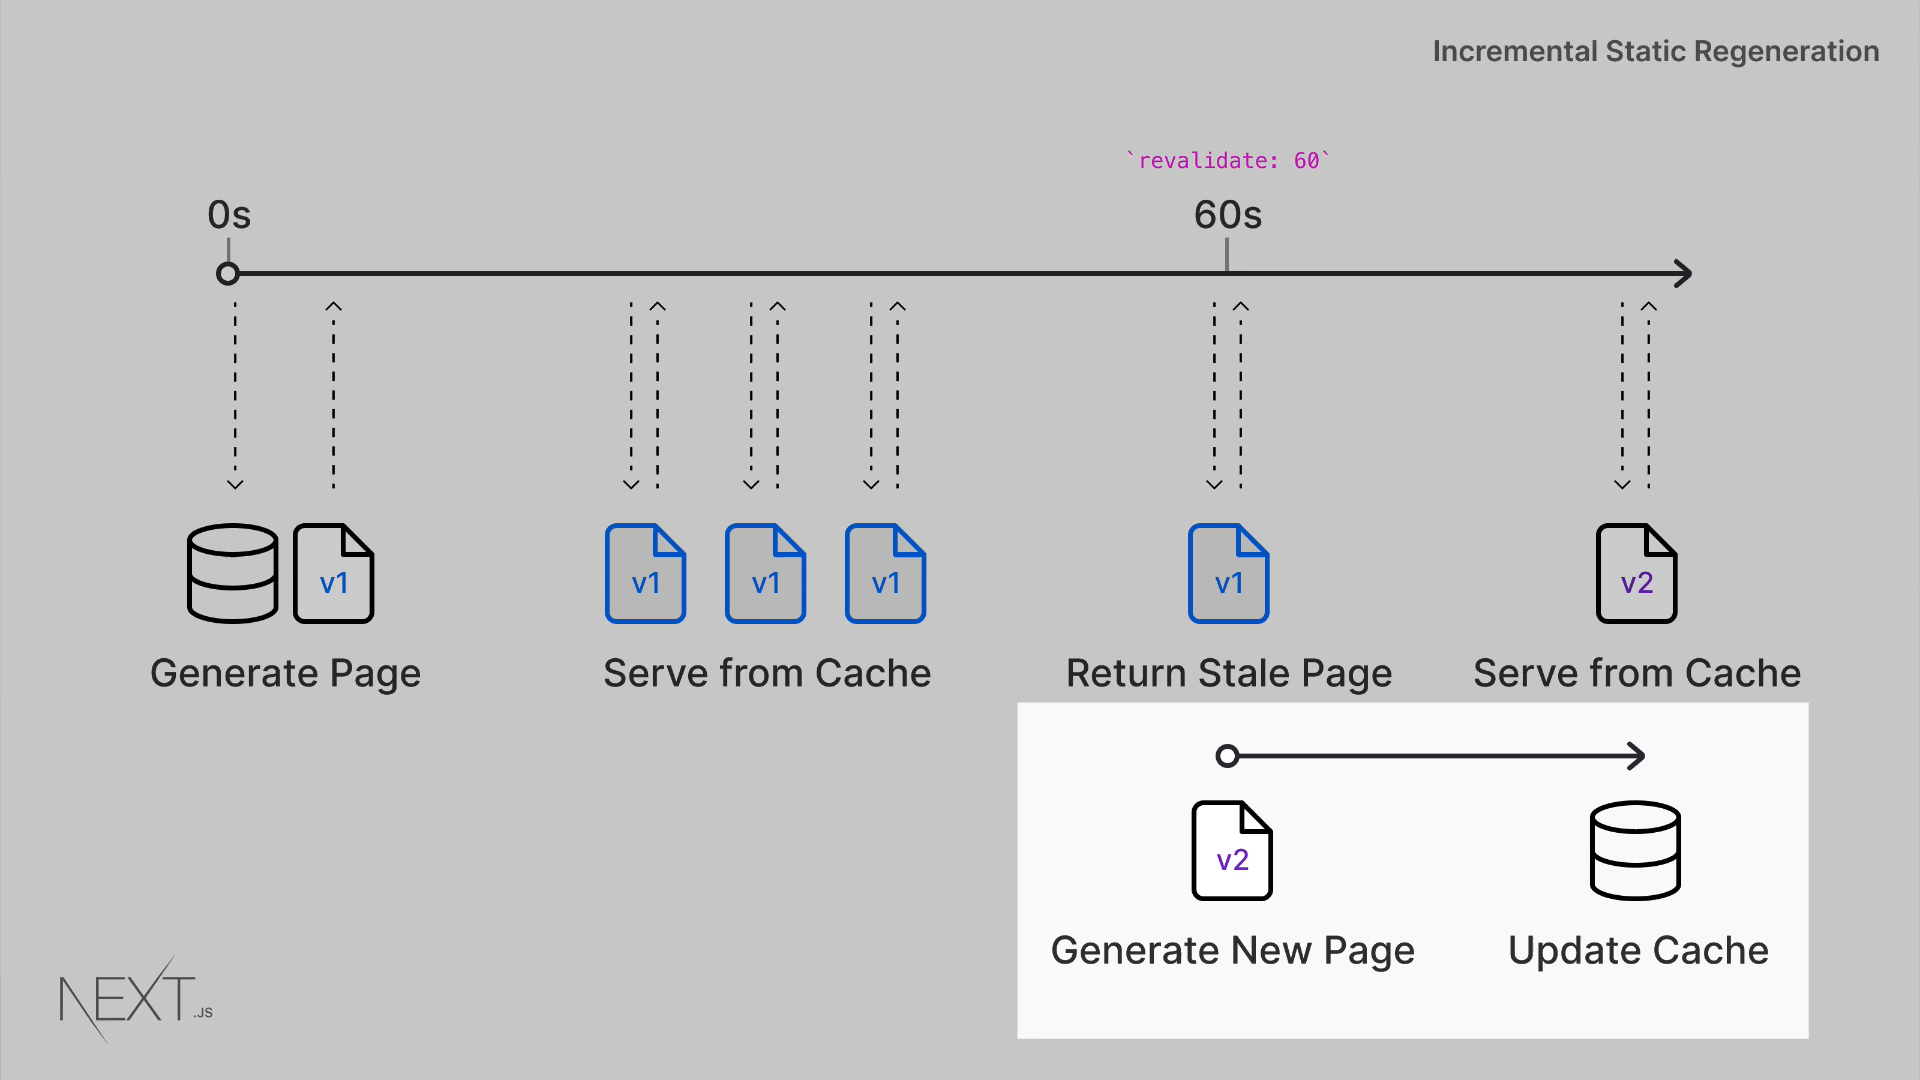 Incremental Static Regeneration
`revalidate: 60`
0s
60s
v1
v1
v1
v1
v1
v2
Generate Page
Serve from Cache
Return Stale Page
Serve from Cache
v2
Generate New Page
Update Cache
NEXT.JS